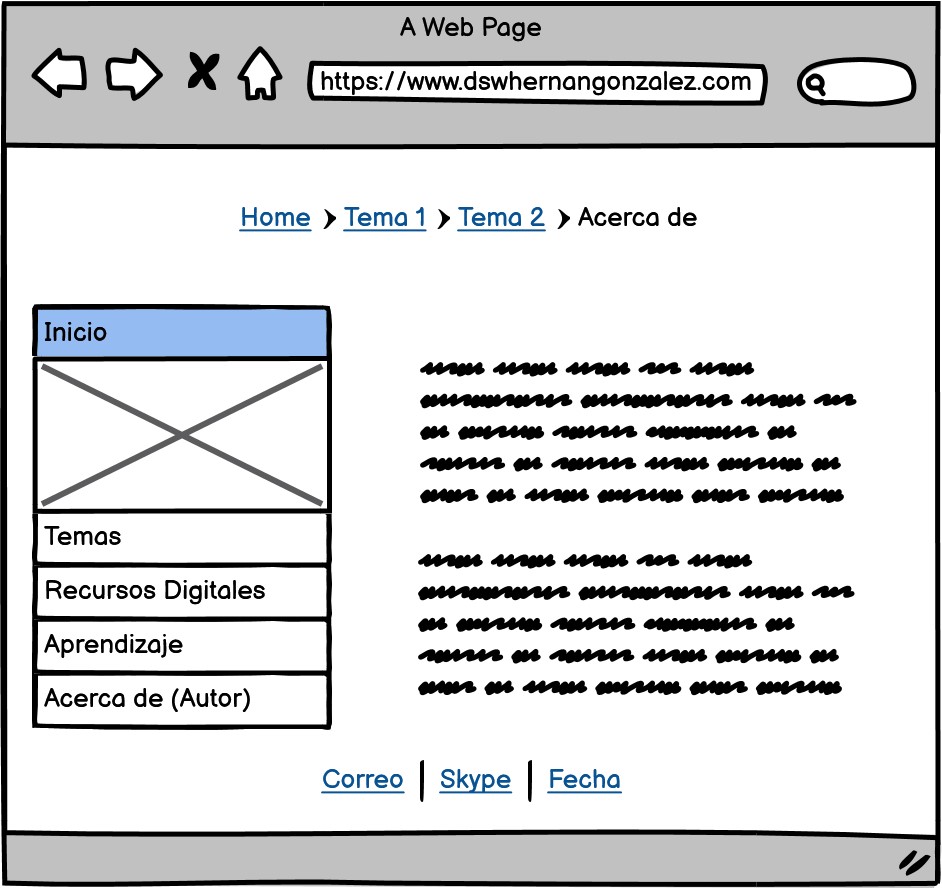 A Web Page
https://www.dswhernangonzalez.com
Home Tema 1 Tema 2 Acerca de
Inicio
Temas
Recursos Digitales
Aprendizaje
Acerca de (Autor)
Correo | Skype | Fecha